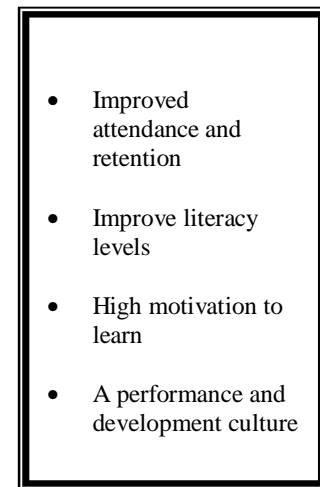 • Improved
attendance and
retention
• Improve literacy
levels
• High motivation to
learn
• A performance and
development culture